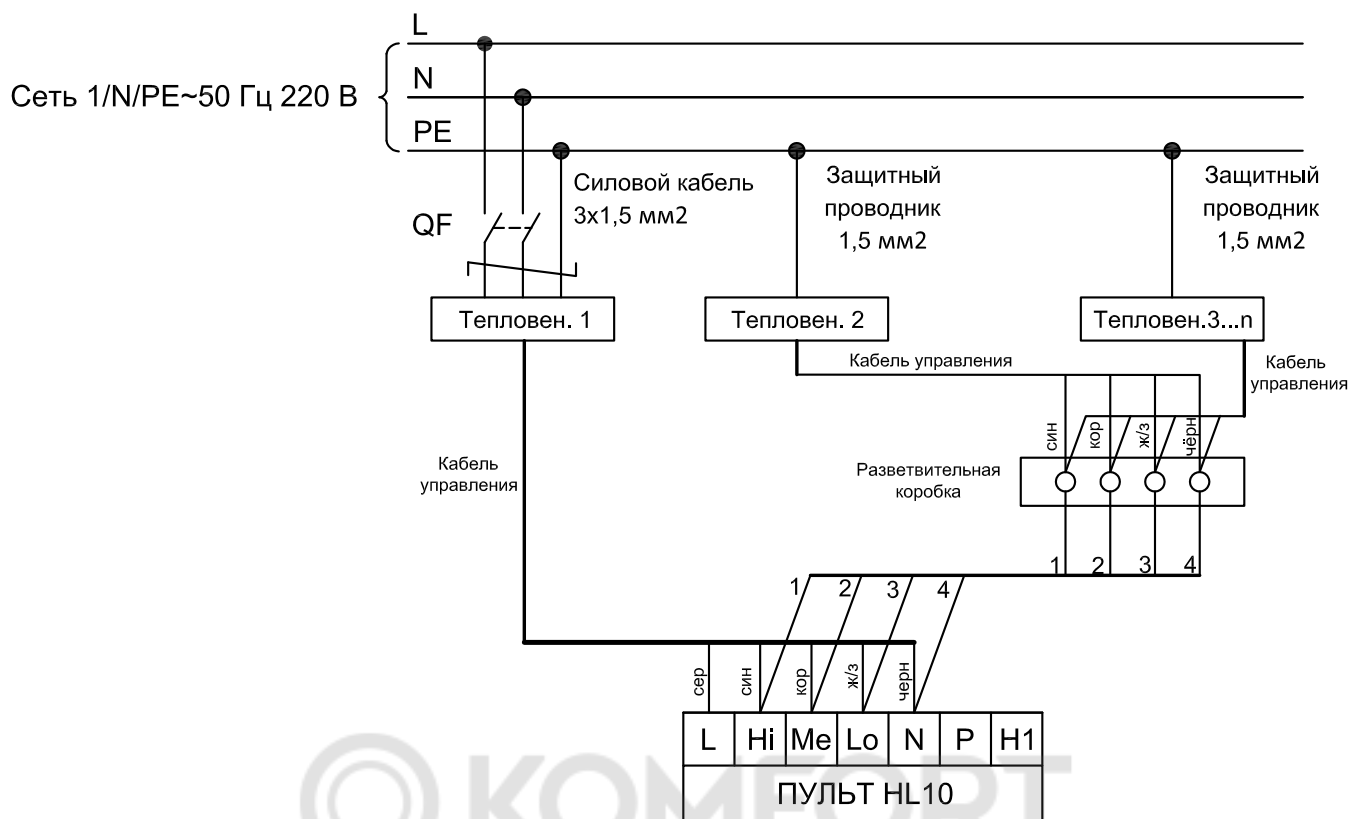 L
Сеть 1/N/PE~50 Гц 220 В
N
PE
Силовой кабель
3х1,5 мм2
Защитный
проводник
1,5 мм2
Защитный
проводник
1,5 мм2
QF
Тепловен. 1
Тепловен. 2
Тепловен.3...n
Кабель управления
Кабель
управления
син
кор
ж/з
чёрн
Кабель
управления
Разветвительная
коробка
1 2 3 4
1 2 3 4
сер
син
кор
ж/з
черн
L Hi Me Lo N P H1
ПУЛЬТ HL10
KOMFORT